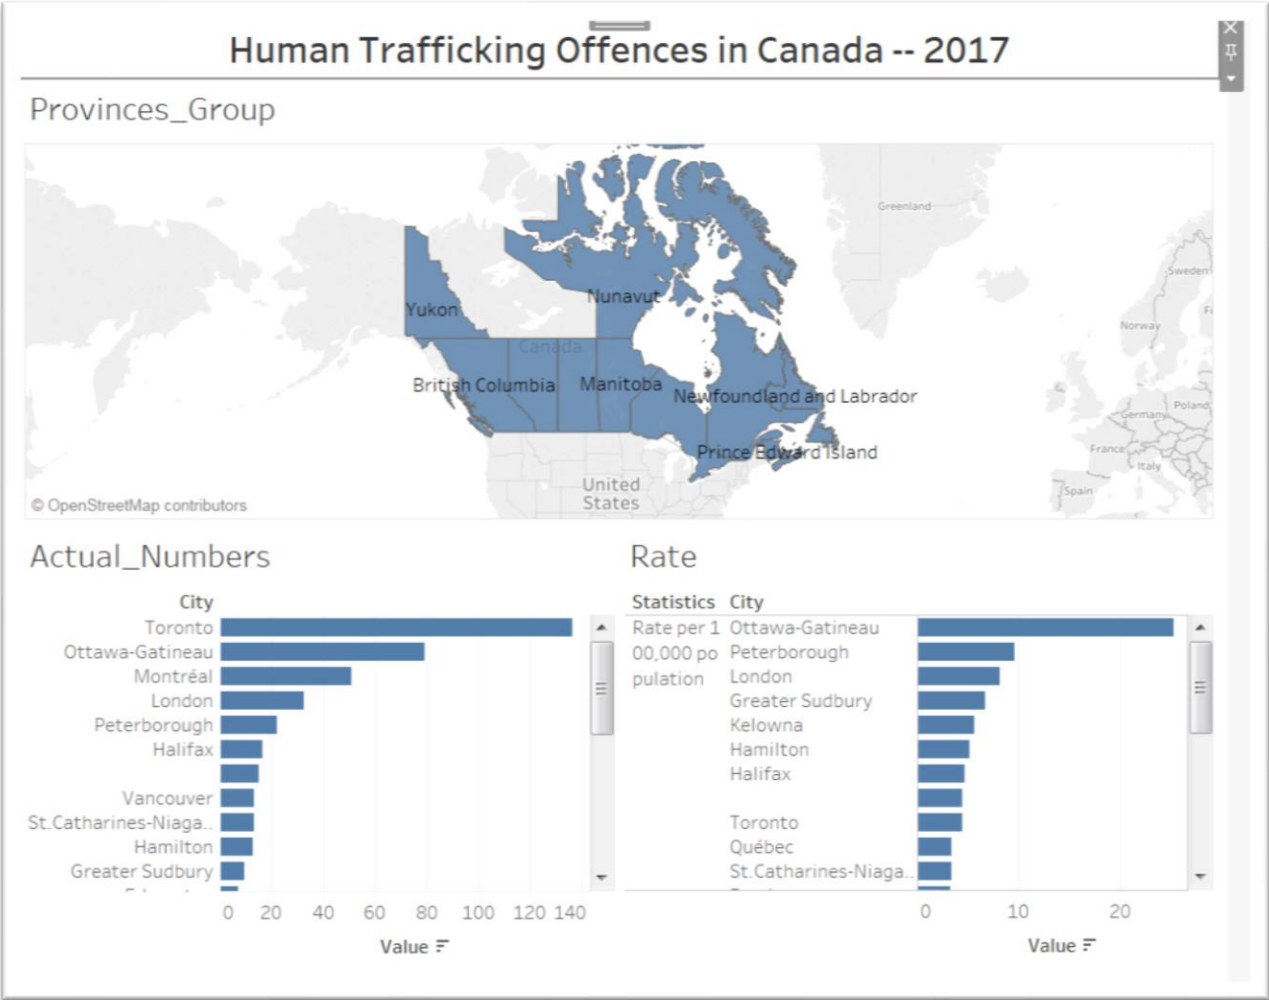 Human Trafficking Offences in Canada -- 2017
Provinces_Group
Greenland
Sweden
Nunavut
Yukon
Norway
Canada
British Columbia
Manitoba
Newfoundland and Labrador
Poland
Germany
Prince Edward Island
France
Italy
United
States
Spain
© OpenStreetMap contributors
Actual_Numbers
City
Toronto
Ottawa-Gatineau
Montréal
London
Peterborough
Halifax
Vancouver
St.Catharines-Niaga..
Hamilton
Greater Sudbury
0 20 40 60 80 100 120 140
Value
Rate
Statistics City
Rate per 1 Ottawa-Gatineau
00,000 po Peterborough
pulation London
Greater Sudbury
Kelowna
Hamilton
Halifax
Toronto
Québec
St.Catharines-Niaga..
0 10 20
Value